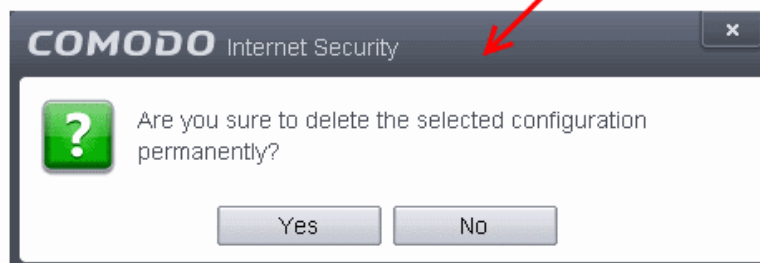 COMODO Internet Security
x
?
Are you sure to delete the selected configuration
permanently?
Yes No